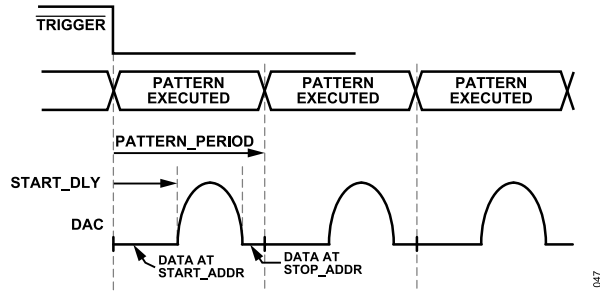 TRIGGER
PATTERN EXECUTED
PATTERN EXECUTED
PATTERN EXECUTED
PATTERN_PERIOD
START_DLY
DAC
DATA AT
START_ADDR
DATA AT
STOP_ADDR
047